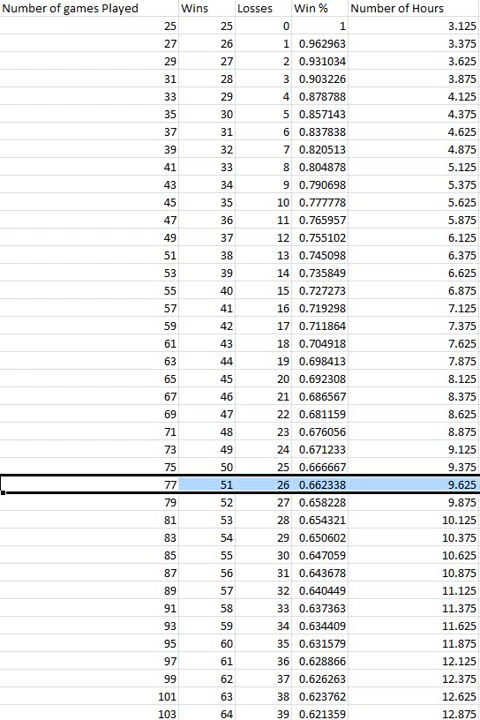 Number of games Played Wins Losses Win % Number of Hours
25 25 0 1 3.125
27 26 1 0.962963 3.375
29 27 2 0.931034 3.625
31 28 3 0.903226 3.875
33 29 4 0.878788 4.125
35 30 5 0.857143 4.375
37 31 6 0.837838 4.625
39 32 7 0.820513 4.875
41 33 8 0.804878 5.125
43 34 9 0.790698 5.375
45 35 10 0.777778 5.625
47 36 11 0.765957 5.875
49 37 12 0.755102 6.125
51 38 13 0.745098 6.375
53 39 14 0.735849 6.625
55 40 15 0.727273 6.875
57 41 16 0.719298 7.125
59 42 17 0.711864 7.375
61 43 18 0.704918 7.625
63 44 19 0.698413 7.875
65 45 20 0.692308 8.125
67 46 21 0.686567 8.375
69 47 22 0.681159 8.625
71 48 23 0.676056 8.875
73 49 24 0.671233 9.125
75 50 25 0.666667 9.375
77 51 26 0.662338 9.625
79 52 27 0.658228 9.875
81 53 28 0.654321 10.125
83 54 29 0.650602 10.375
85 55 30 0.647059 10.625
87 56 31 0.643678 10.875
89 57 32 0.640449 11.125
91 58 33 0.637363 11.375
93 59 34 0.634409 11.625
95 60 35 0.631579 11.875
97 61 36 0.628866 12.125
99 62 37 0.626263 12.375
101 63 38 0.623762 12.625
103 64 39 0.621359 12.875